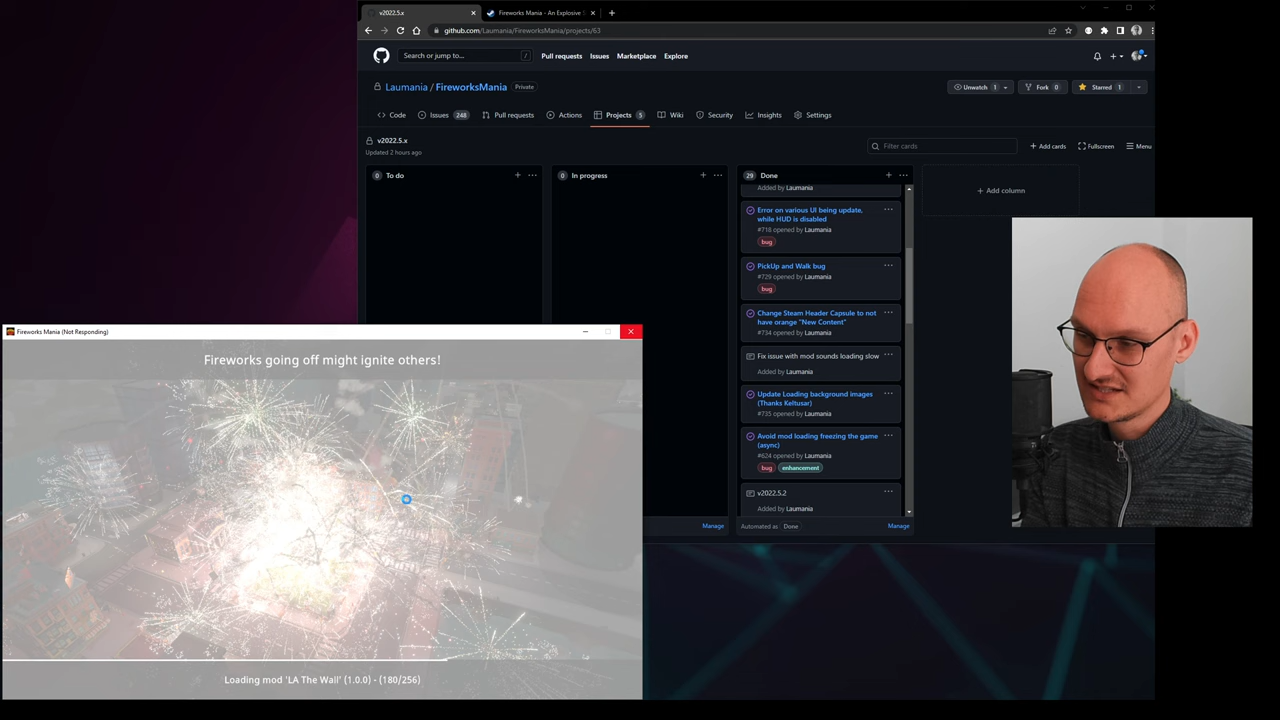 v2022.5.x
Fireworks Mania - An Explosive S
github.com/Laumania/FireworksMania/projects/63
Search or jump to...
/
Pull requests
Issues
Marketplace
Explore
Laumania / FireworksMania
Private
Unwatch 1
Fork 0
Starred 1
Code
Issues 248
Pull requests
Actions
Projects 5
Wiki
Security
Insights
Settings
v2022.5.x
Updated 2 hours ago
Filter cards
Add cards
Fullscreen
Menu
0 To do
0 In progress
29 Done
Add column
Added by Laumania
Error on various UI being update,
while HUD is disabled
#718 opened by Laumania
bug
PickUp and Walk bug
#729 opened by Laumania
bug
Change Steam Header Capsule to not
have orange "New Content"
#734 opened by Laumania
Fix issue with mod sounds loading slow
Added by Laumania
Update Loading background images
(Thanks Keltusar)
#735 opened by Laumania
Avoid mod loading freezing the game
(async)
#624 opened by Laumania
bug
enhancement
v2022.5.2
Added by Laumania
Manage
Automated as Done
Manage
Fireworks Mania (Not Responding)
Fireworks going off might ignite others!
Loading mod 'LA The Wall' (1.0.0) - (180/256)